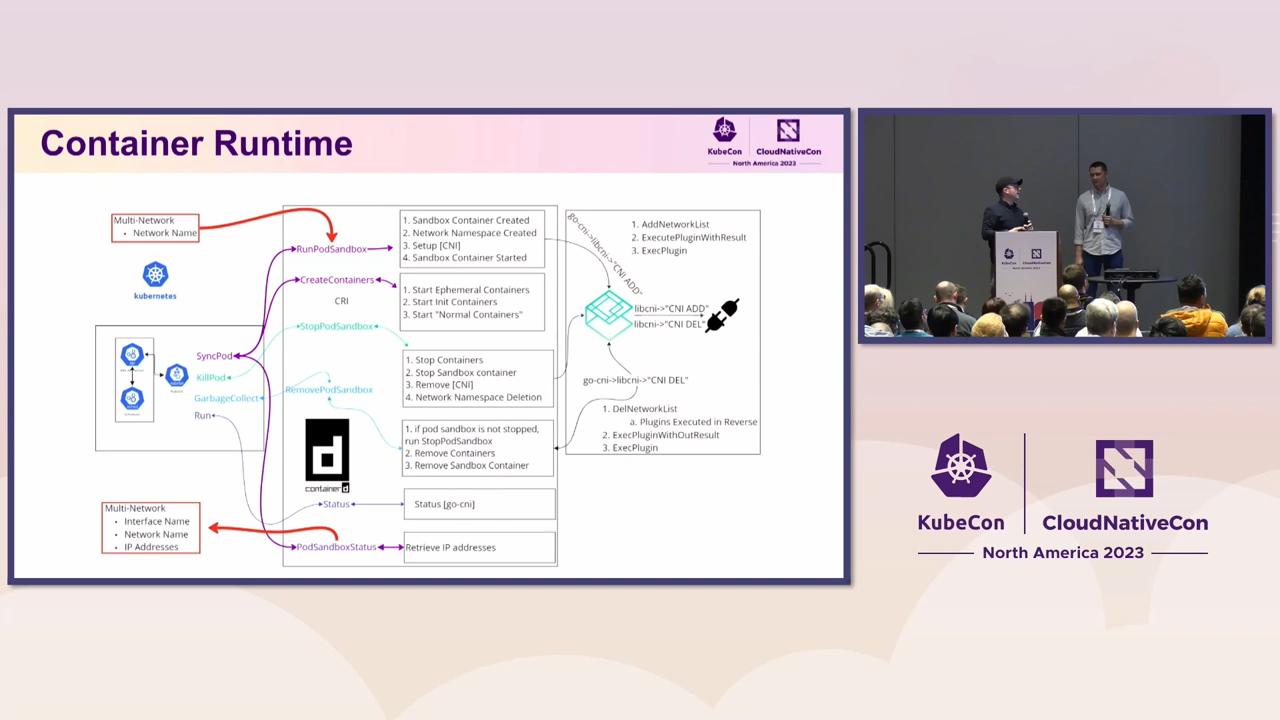 Container Runtime
KubeCon
CloudNativeCon
North America 2023
Multi-Network
• Network Name
kubernetes
SyncPod
KillPod
GarbageCollect
Run
Multi-Network
• Interface Name
• Network Name
• IP Addresses
RunPodSandbox
CreateContainers
CRI
StopPodSandbox
RemovePodSandbox
containerd
Status
PodSandboxStatus
1. Sandbox Container Created
2. Network Namespace Created
3. Setup [CNI]
4. Sandbox Container Started
1. Start Ephemeral Containers
2. Start Init Containers
3. Start "Normal Containers"
1. Stop Containers
2. Stop Sandbox container
3. Remove [CNI]
4. Network Namespace Deletion
1. if pod sandbox is not stopped,
run StopPodSandbox
2. Remove Containers
3. Remove Sandbox Container
Status [go-cni]
Retrieve IP addresses
go-cni->libcni->"CNI ADD"
1. AddNetworkList
2. ExecutePluginWithResult
3. ExecPlugin
libcni->"CNI ADD"
libcni->"CNI DEL"
go-cni->libcni->"CNI DEL"
1. DelNetworkList
a. Plugins Executed in Reverse
2. ExecPluginWithOutResult
3. ExecPlugin
KubeCon
CloudNativeCon
KubeCon
CloudNativeCon
North America 2023